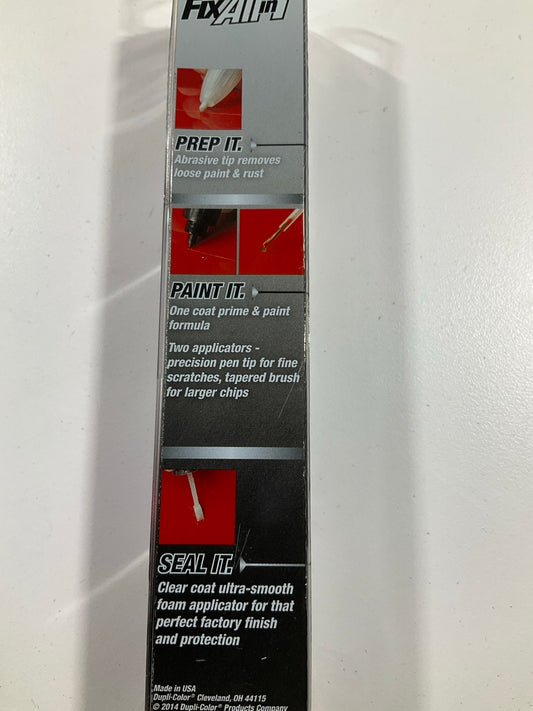 FIX All in 1
PREP IT.
Abrasive tip removes
loose paint & rust
PAINT IT.
One coat prime & paint
formula
Two applicators -
precision pen tip for fine
scratches, tapered brush
for larger chips
SEAL IT.
Clear coat ultra-smooth
foam applicator for that
perfect factory finish
and protection
Made in USA
Dupli-Color® Cleveland, OH 44115
© 2014 Dupli-Color® Products Company